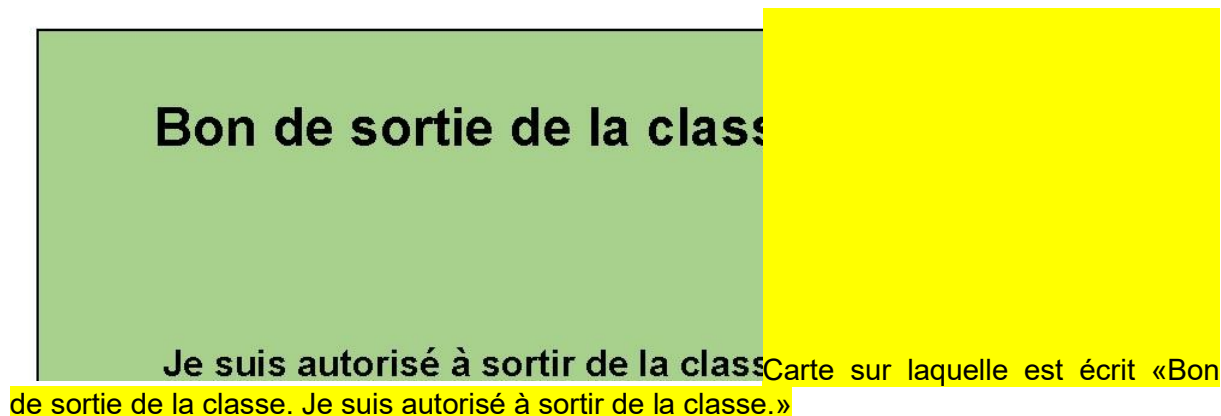 Bon de sortie de la class
Je suis autorisé à sortir de la class
Carte sur laquelle est écrit «Bon
de sortie de la classe. Je suis autorisé à sortir de la classe.»